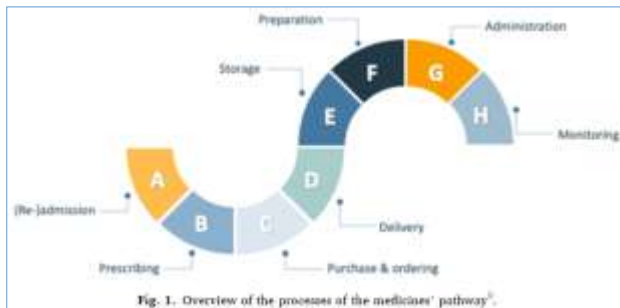 Preparation
Administration
F
G
Storage
E
H
Monitoring
A
D
(Re-)admission
B
C
Delivery
Prescribing
Purchase & ordering
Fig. 1. Overview of the processes of the medicines' pathway